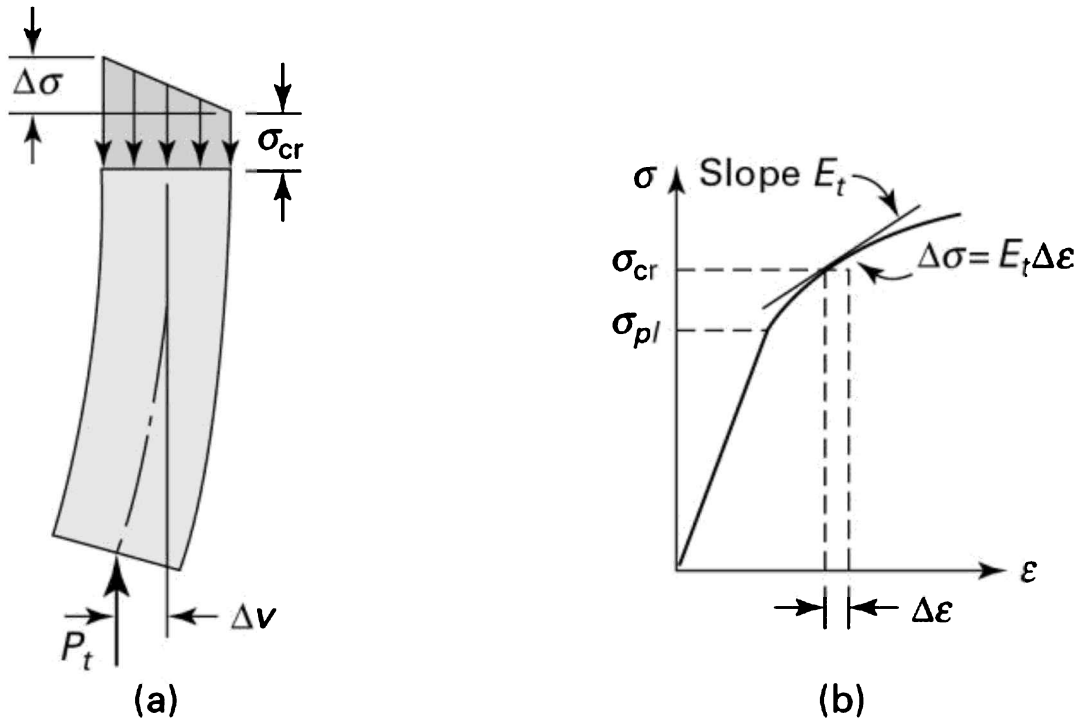 Δσ
σcr
Pt
Δv
(a)
σ
Slope Et
σcr
Δσ = EtΔε
σpl
ε
Δε
(b)